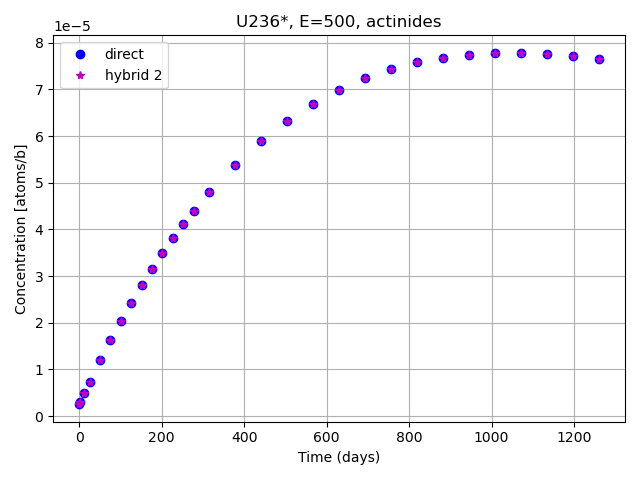 U236*, E=500, actinides
1e−5
direct
hybrid 2
8
7
6
5
4
3
2
1
0
Concentration [atoms/b]
0 200 400 600 800 1000 1200
Time (days)